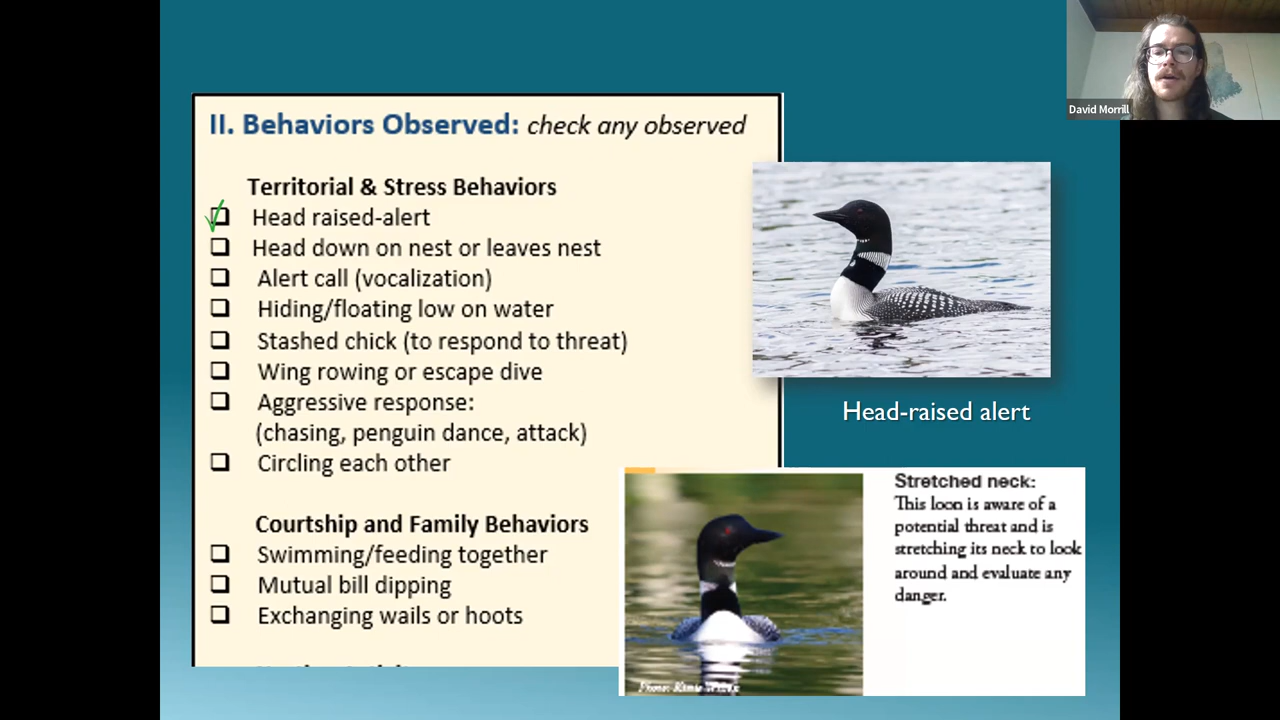 David Morrill
II. Behaviors Observed: check any observed
Territorial & Stress Behaviors
Head raised-alert
Head down on nest or leaves nest
Alert call (vocalization)
Hiding/floating low on water
Stashed chick (to respond to threat)
Wing rowing or escape dive
Aggressive response:
(chasing, penguin dance, attack)
Circling each other
Courtship and Family Behaviors
Swimming/feeding together
Mutual bill dipping
Exchanging wails or hoots
Head-raised alert
Stretched neck:
This loon is aware of a
potential threat and is
stretching its neck to look
around and evaluate any
danger.
Photo: